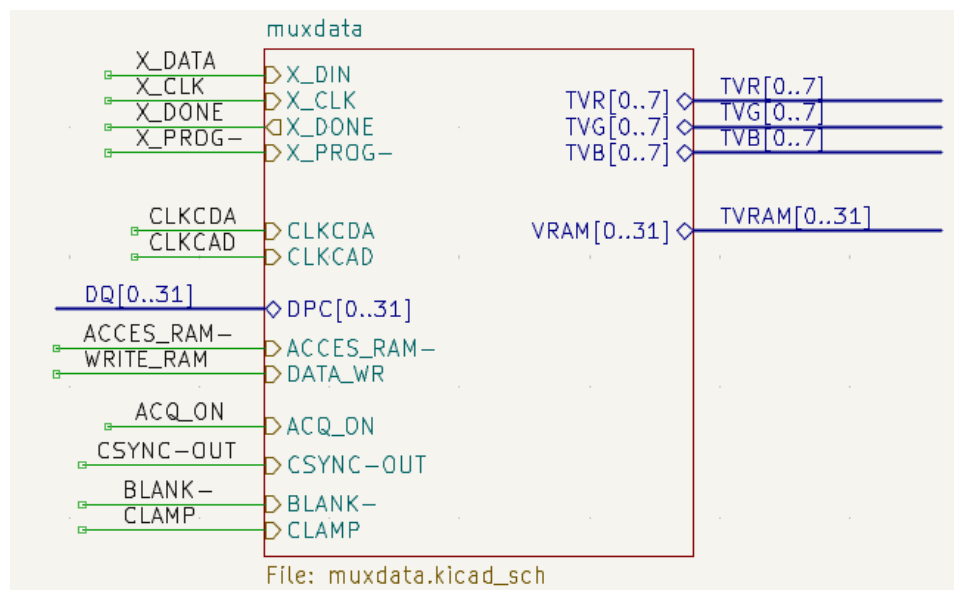 muxdata
X_DATA
X_DIN
X_CLK
X_CLK
X_DONE
X_DONE
X_PROG-
X_PROG-
TVR[0..7]
TVR[0..7]
TVG[0..7]
TVG[0..7]
TVB[0..7]
TVB[0..7]
CLKCDA
CLKCDA
CLKCAD
CLKCAD
VRAM[0..31]
TVRAM[0..31]
DQ[0..31]
DPC[0..31]
ACCES_RAM-
ACCES_RAM-
WRITE_RAM
DATA_WR
ACQ_ON
ACQ_ON
CSYNC-OUT
CSYNC-OUT
BLANK-
BLANK-
CLAMP
CLAMP
File: muxdata.kicad_sch